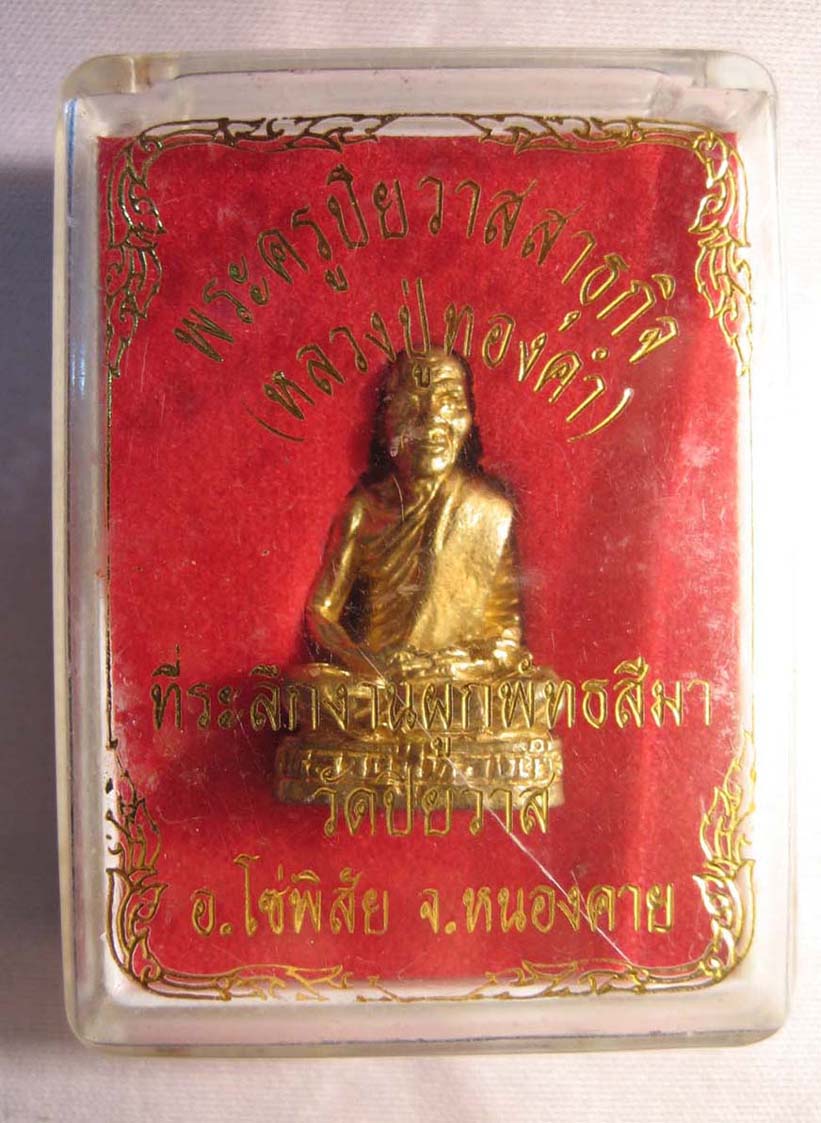 พระครูปิยวาสสาธุกิจ
(หลวงปู่ทองคำ)
ที่ระลึกงานผูกพัทธสีมา
วัดปิยวาส
อ.โซ่พิสัย จ.หนองคาย